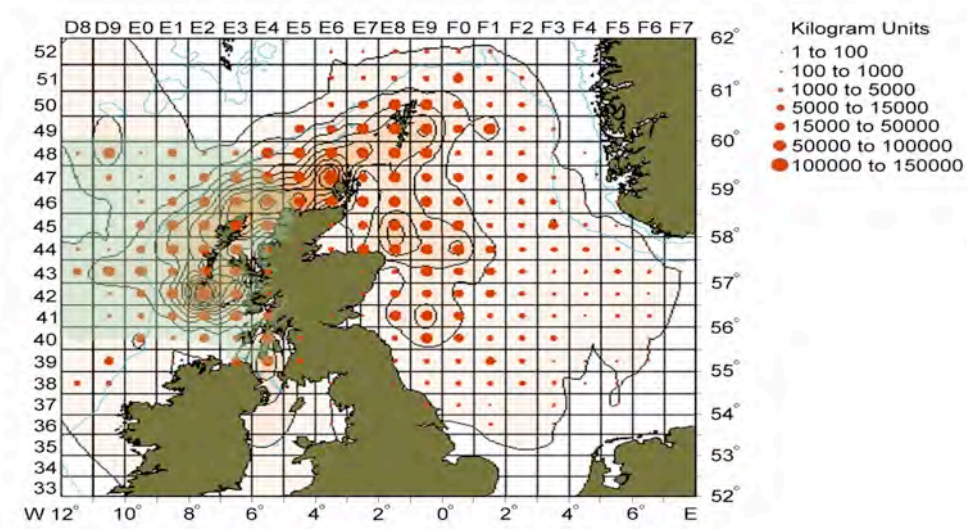 D8 D9 E0 E1 E2 E3 E4 E5 E6 E7 E8 E9 F0 F1 F2 F3 F4 F5 F6 F7
Kilogram Units
1 to 100
100 to 1000
1000 to 5000
5000 to 15000
15000 to 50000
50000 to 100000
100000 to 150000
52 62°
51
50 61°
49
48 60°
47
46 59°
45
44 58°
43
42 57°
41
40 56°
39
38 55°
37
36 54°
35
34 53°
33
52°
W 12° 10° 8° 6° 4° 2° 0° 2° 4° 6° E